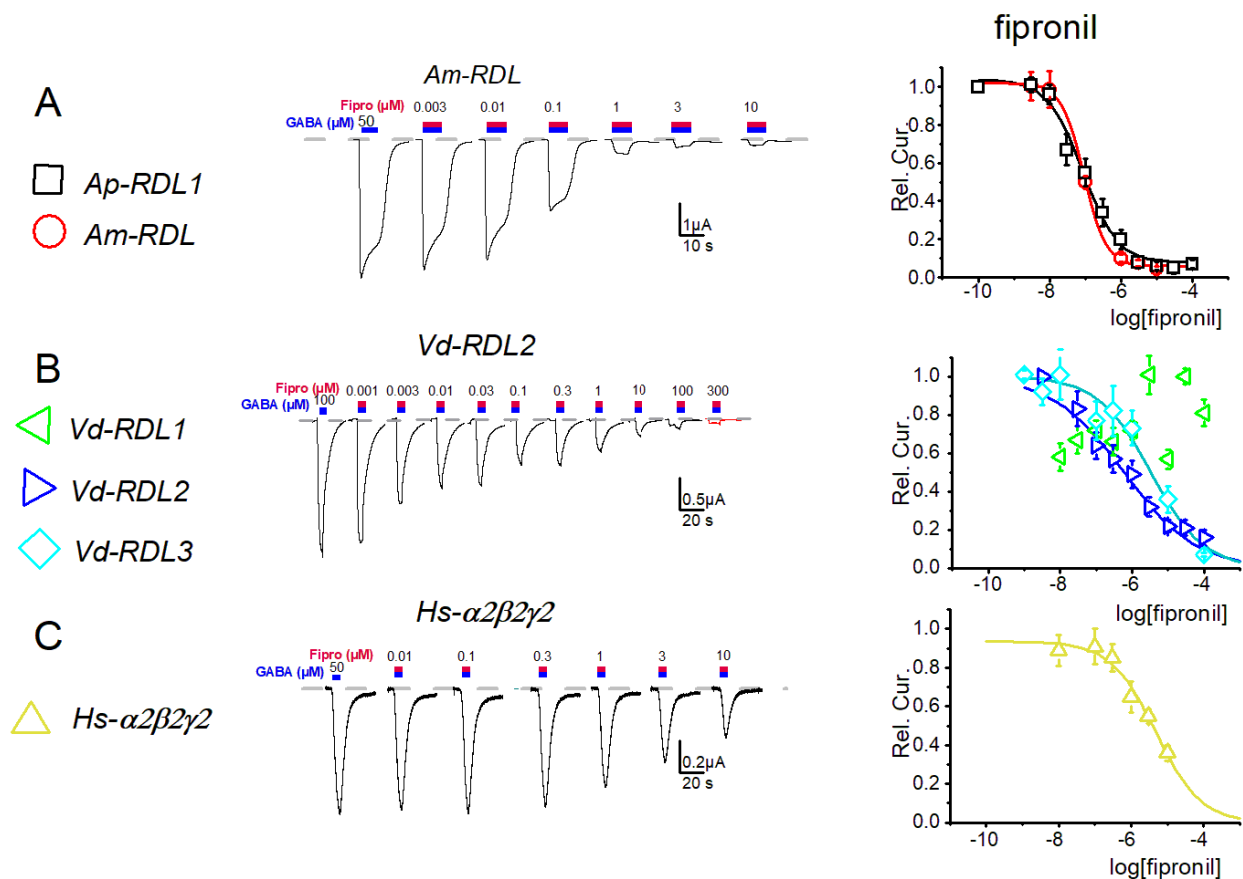 fipronil
A
Am-RDL
Fipro (µM) 0.003 0.01 0.1 1 3 10
GABA (µM) 50
Ap-RDL1
Am-RDL
1µA
10 s
Rel. Cur.
1.0
0.8
0.6
0.4
0.2
0.0
-10 -8 -6 -4
log[fipronil]
B
Vd-RDL2
Fipro (µM) 0.001 0.003 0.01 0.03 0.1 0.3 1 10 100 300
GABA (µM) 100
Vd-RDL1
Vd-RDL2
Vd-RDL3
0.5µA
20 s
Rel. Cur.
1.0
0.8
0.6
0.4
0.2
0.0
-10 -8 -6 -4
log[fipronil]
C
Hs-α2β2γ2
Fipro (µM) 0.01 0.1 0.3 1 3 10
GABA (µM) 50
Hs-α2β2γ2
0.2µA
20 s
Rel. Cur.
1.0
0.8
0.6
0.4
0.2
0.0
-10 -8 -6 -4
log[fipronil]